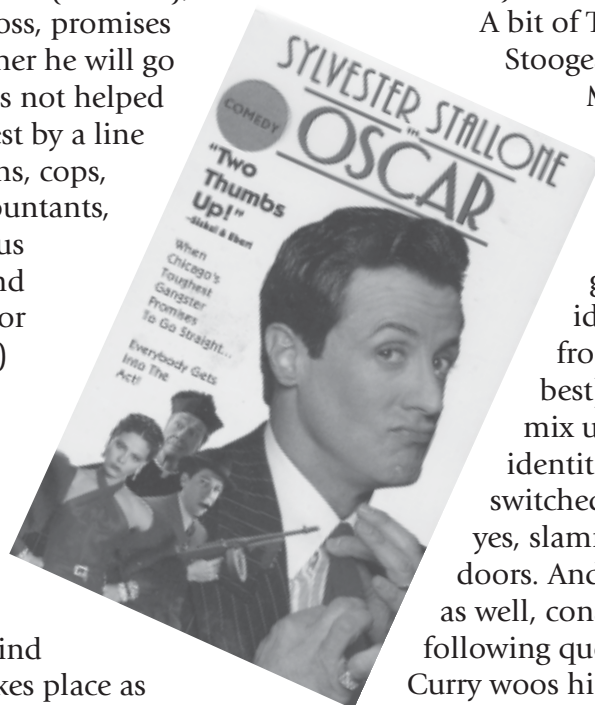 oss, promises
her he will go
s not helped
est by a line
ns, cops,
ountants,
us
nd
or
)
ind
kes place as
SYLVESTER STALLONE
in
OSCAR
COMEDY
"Two
Thumbs
Up!"
-Siskel & Ebert
When
Chicago's
Toughest
Gangster
Promises
To Go Straight...
Everybody Gets
Into The
Act!
A bit of T
Stooge
M
g
id
fro
best)
mix u
identit
switched
yes, slamm
doors. And
as well, con
following que
Curry woos hi